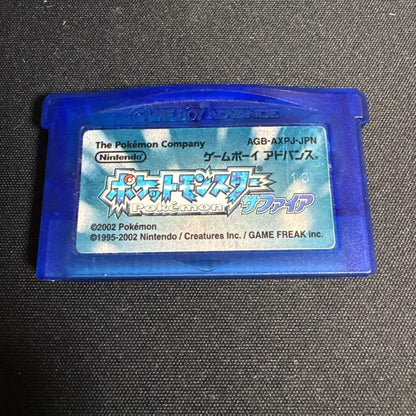 GAME BOY ADVANCE
The Pokémon Company
AGB-AXPJ-JPN
Nintendo
ゲームボーイ アドバンス
ポケットモンスター
13
Pokémon
サファイア
©2002 Pokémon
©1995-2002 Nintendo / Creatures Inc. / GAME FREAK inc.